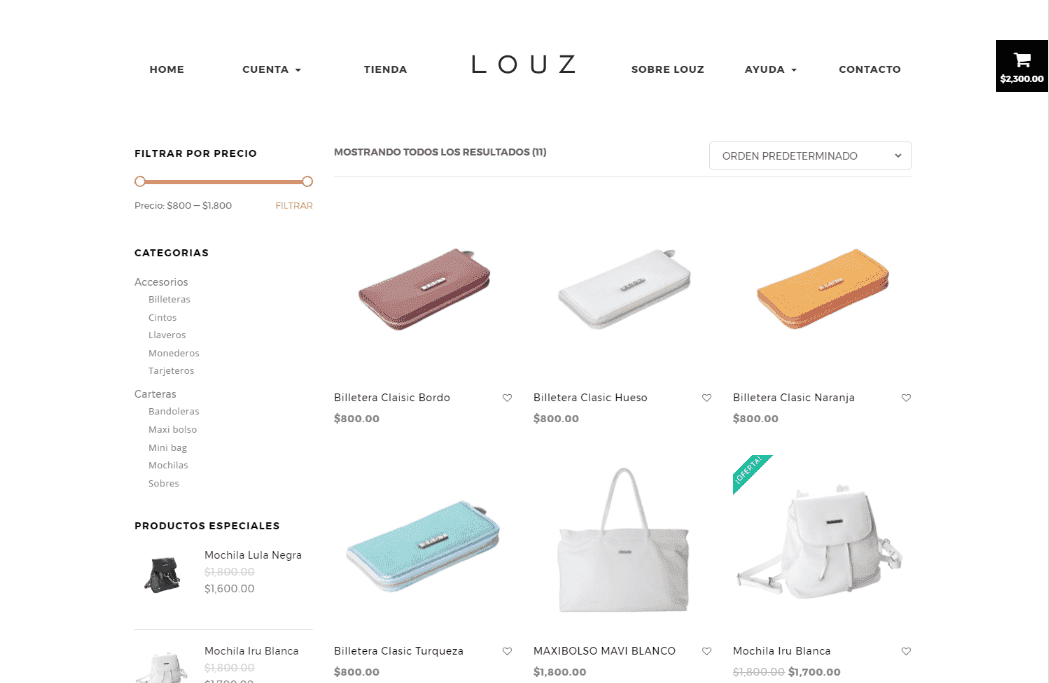 HOME
CUENTA
TIENDA
LOUZ
SOBRE LOUZ
AYUDA
CONTACTO
$2,300.00
FILTRAR POR PRECIO
Precio: $800 — $1,800
FILTRAR
CATEGORIAS
Accesorios
Billeteras
Cintos
Llaveros
Monederos
Tarjeteros
Carteras
Bandoleras
Maxi bolso
Mini bag
Mochilas
Sobres
PRODUCTOS ESPECIALES
Mochila Lula Negra
$1,800.00
$1,600.00
Mochila Iru Blanca
$1,800.00
$1,700.00
MOSTRANDO TODOS LOS RESULTADOS (11)
ORDEN PREDETERMINADO
Billetera Claisic Bordo
$800.00
Billetera Clasic Hueso
$800.00
Billetera Clasic Naranja
$800.00
Billetera Clasic Turqueza
$800.00
MAXIBOLSO MAVI BLANCO
$1,800.00
¡OFERTA!
Mochila Iru Blanca
$1,800.00 $1,700.00